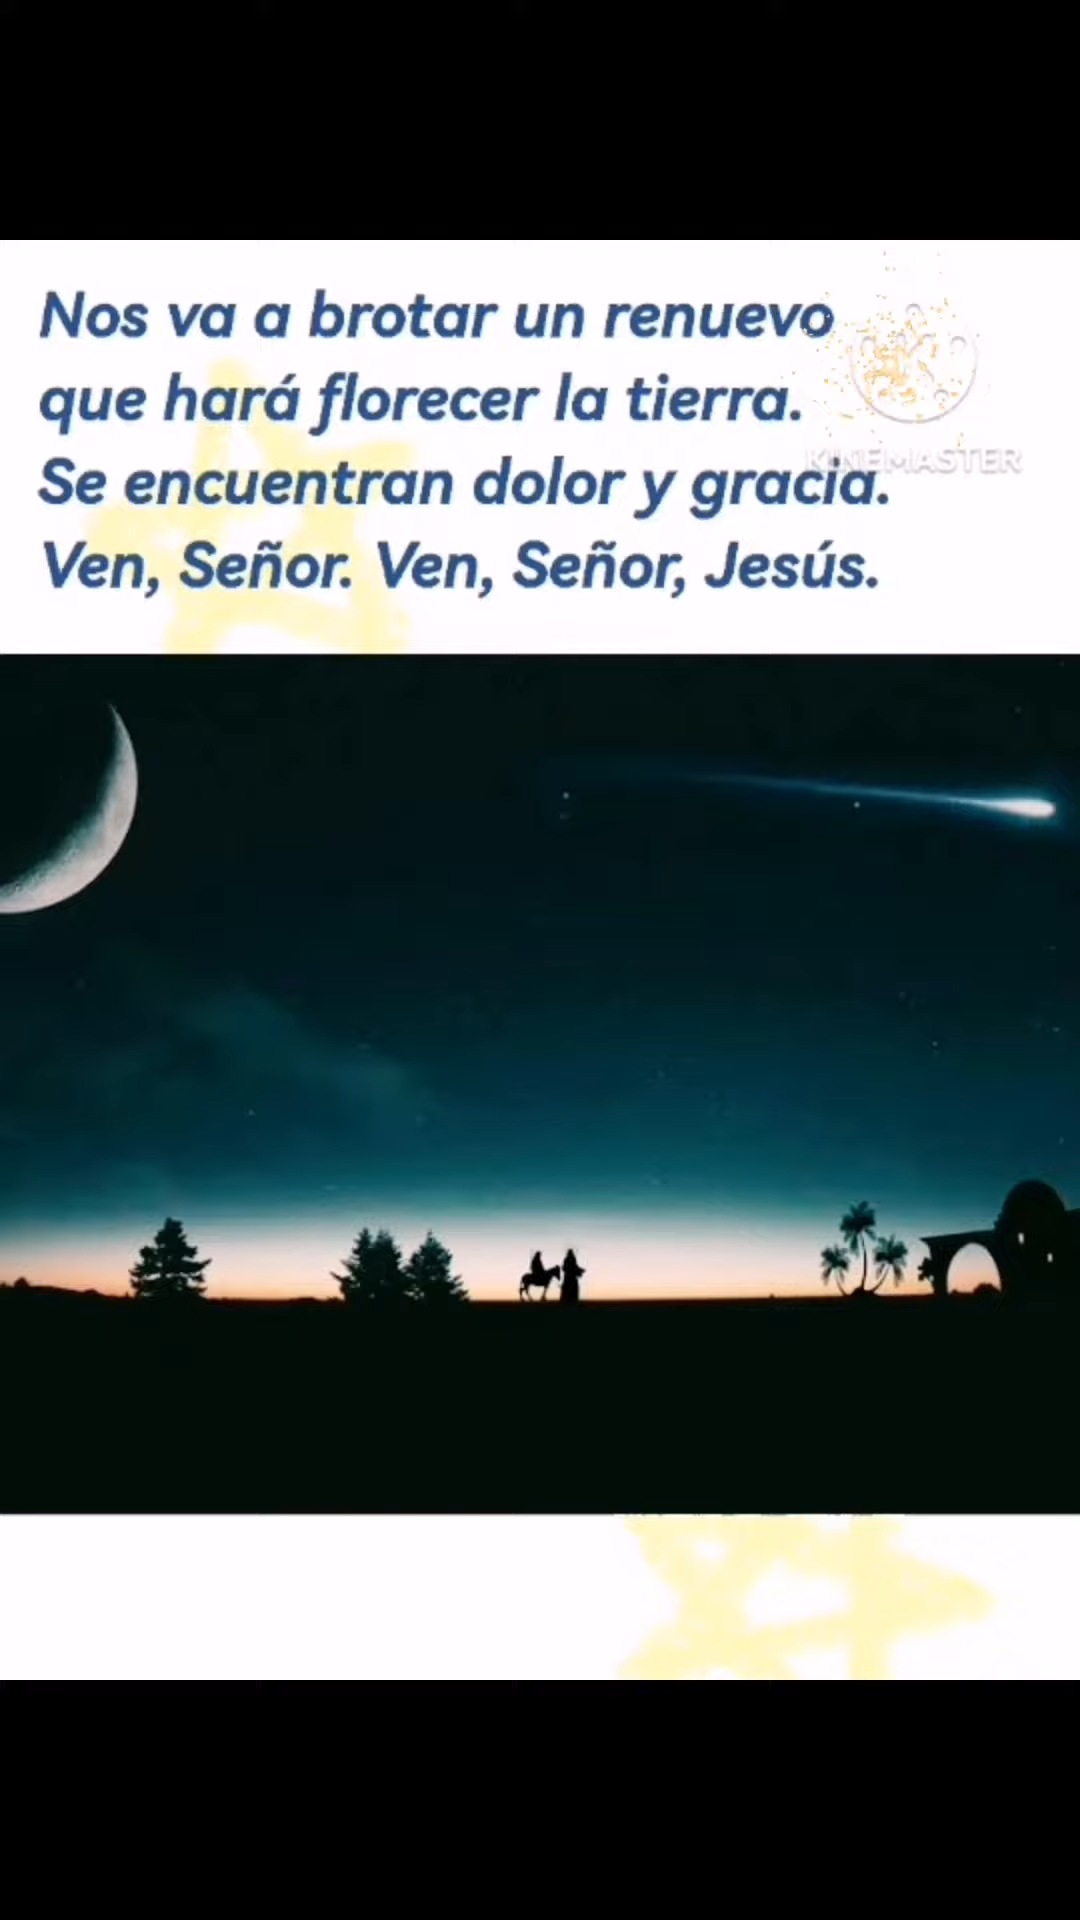 Nos va a brotar un renuevo
que hará florecer la tierra.
Se encuentran dolor y gracia.
Ven, Señor. Ven, Señor, Jesús.
KINEMASTER